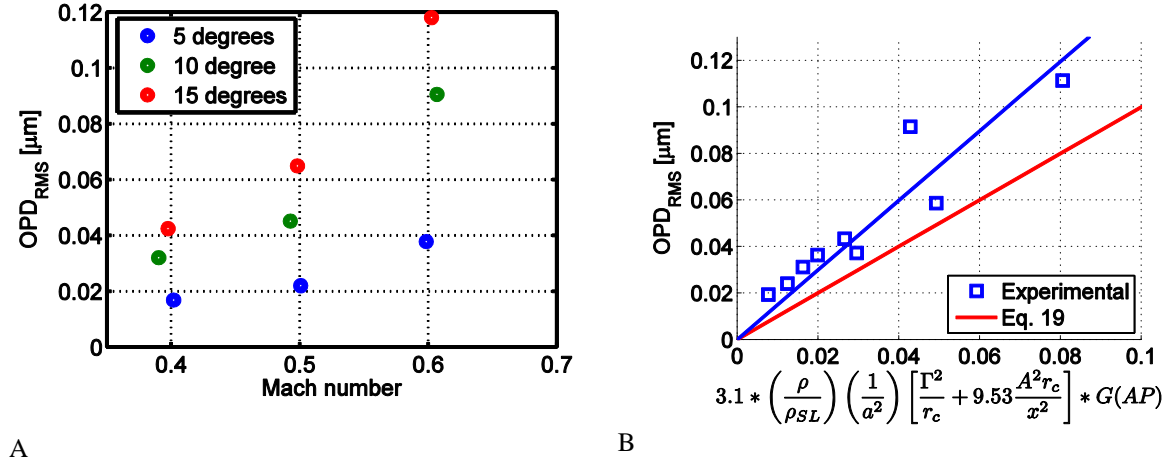 0.12
0.1
0.08
0.06
0.04
0.02
0
OPD_RMS [μm]
5 degrees
10 degree
15 degrees
0.4 0.5 0.6 0.7
Mach number
A
0.12
0.1
0.08
0.06
0.04
0.02
0
OPD_RMS [μm]
Experimental
Eq. 19
0 0.02 0.04 0.06 0.08 0.1
3.1 * (ρ/ρ_SL) (1/a²) [Γ²/r_c + 9.53 A²r_c/x²] * G(AP)
B